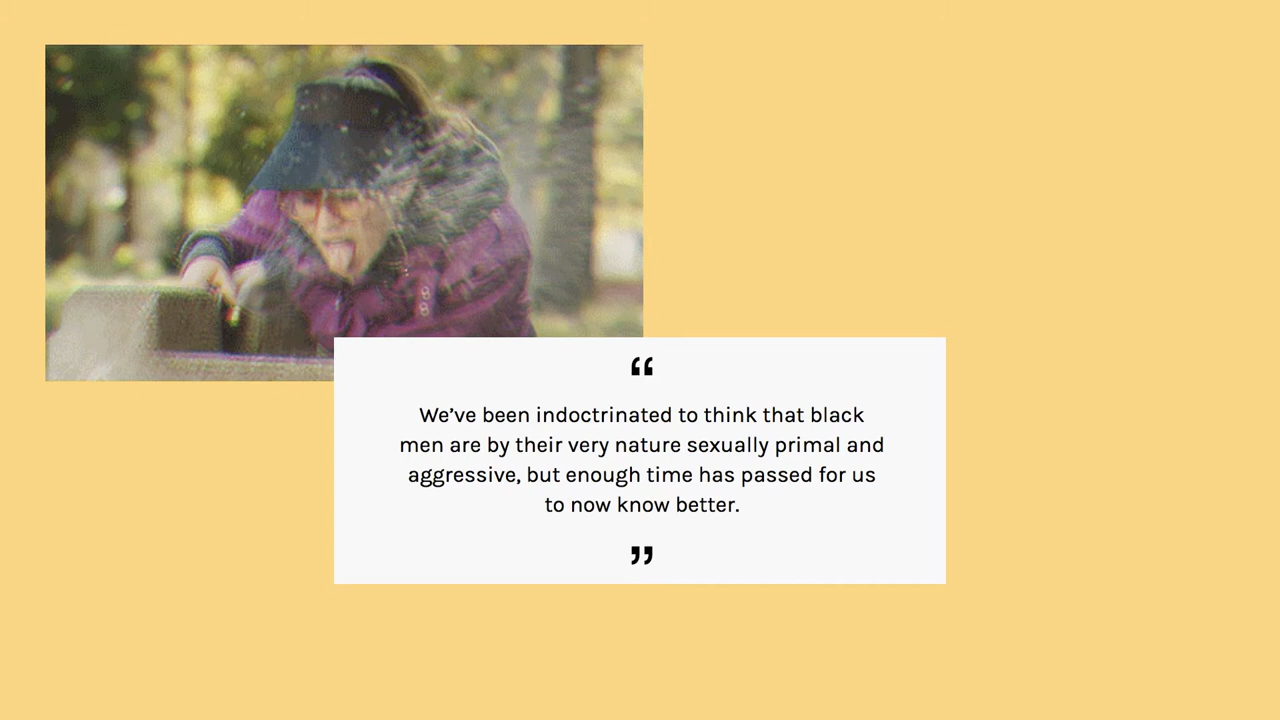 “
We’ve been indoctrinated to think that black
men are by their very nature sexually primal and
aggressive, but enough time has passed for us
to now know better.
”